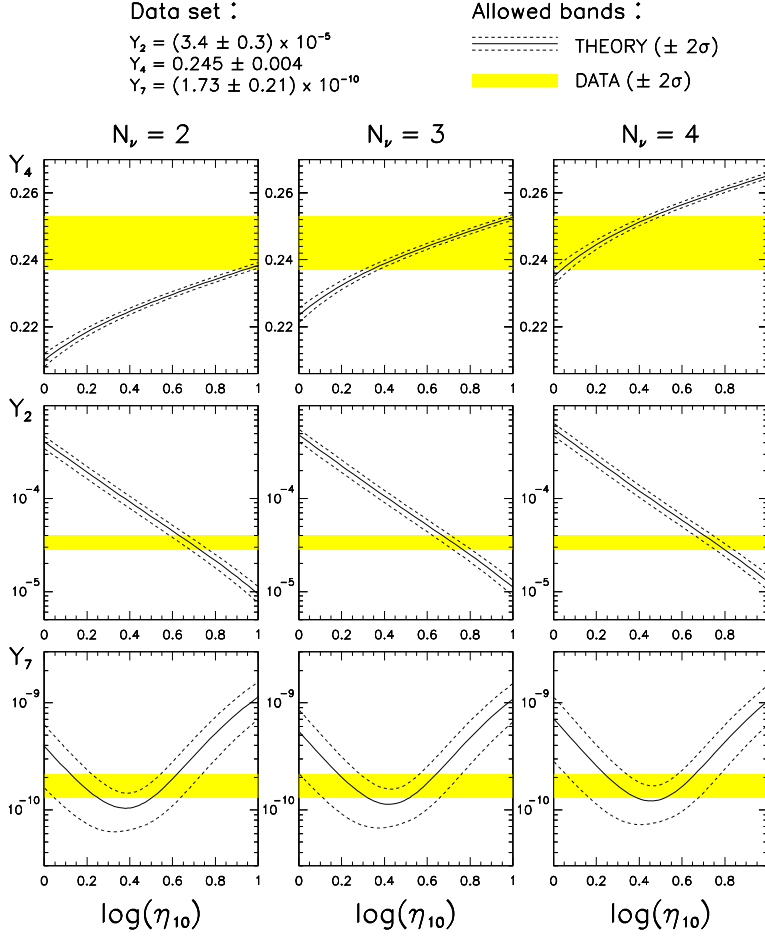 Data set :
Y₂ = (3.4 ± 0.3) x 10⁻⁵
Y₄ = 0.245 ± 0.004
Y₇ = (1.73 ± 0.21) x 10⁻¹⁰
Allowed bands :
THEORY (± 2σ)
DATA (± 2σ)
N_ν = 2
N_ν = 3
N_ν = 4
Y₄
0.26 0.26 0.26
0.24 0.24 0.24
0.22 0.22 0.22
0 0.2 0.4 0.6 0.8 1 0 0.2 0.4 0.6 0.8 1 0 0.2 0.4 0.6 0.8
Y₂
10⁻⁴ 10⁻⁴ 10⁻⁴
10⁻⁵ 10⁻⁵ 10⁻⁵
0 0.2 0.4 0.6 0.8 1 0 0.2 0.4 0.6 0.8 1 0 0.2 0.4 0.6 0.8
Y₇
10⁻⁹ 10⁻⁹ 10⁻⁹
10⁻¹⁰ 10⁻¹⁰ 10⁻¹⁰
0 0.2 0.4 0.6 0.8 1 0 0.2 0.4 0.6 0.8 1 0 0.2 0.4 0.6 0.8
log(η₁₀) log(η₁₀) log(η₁₀)